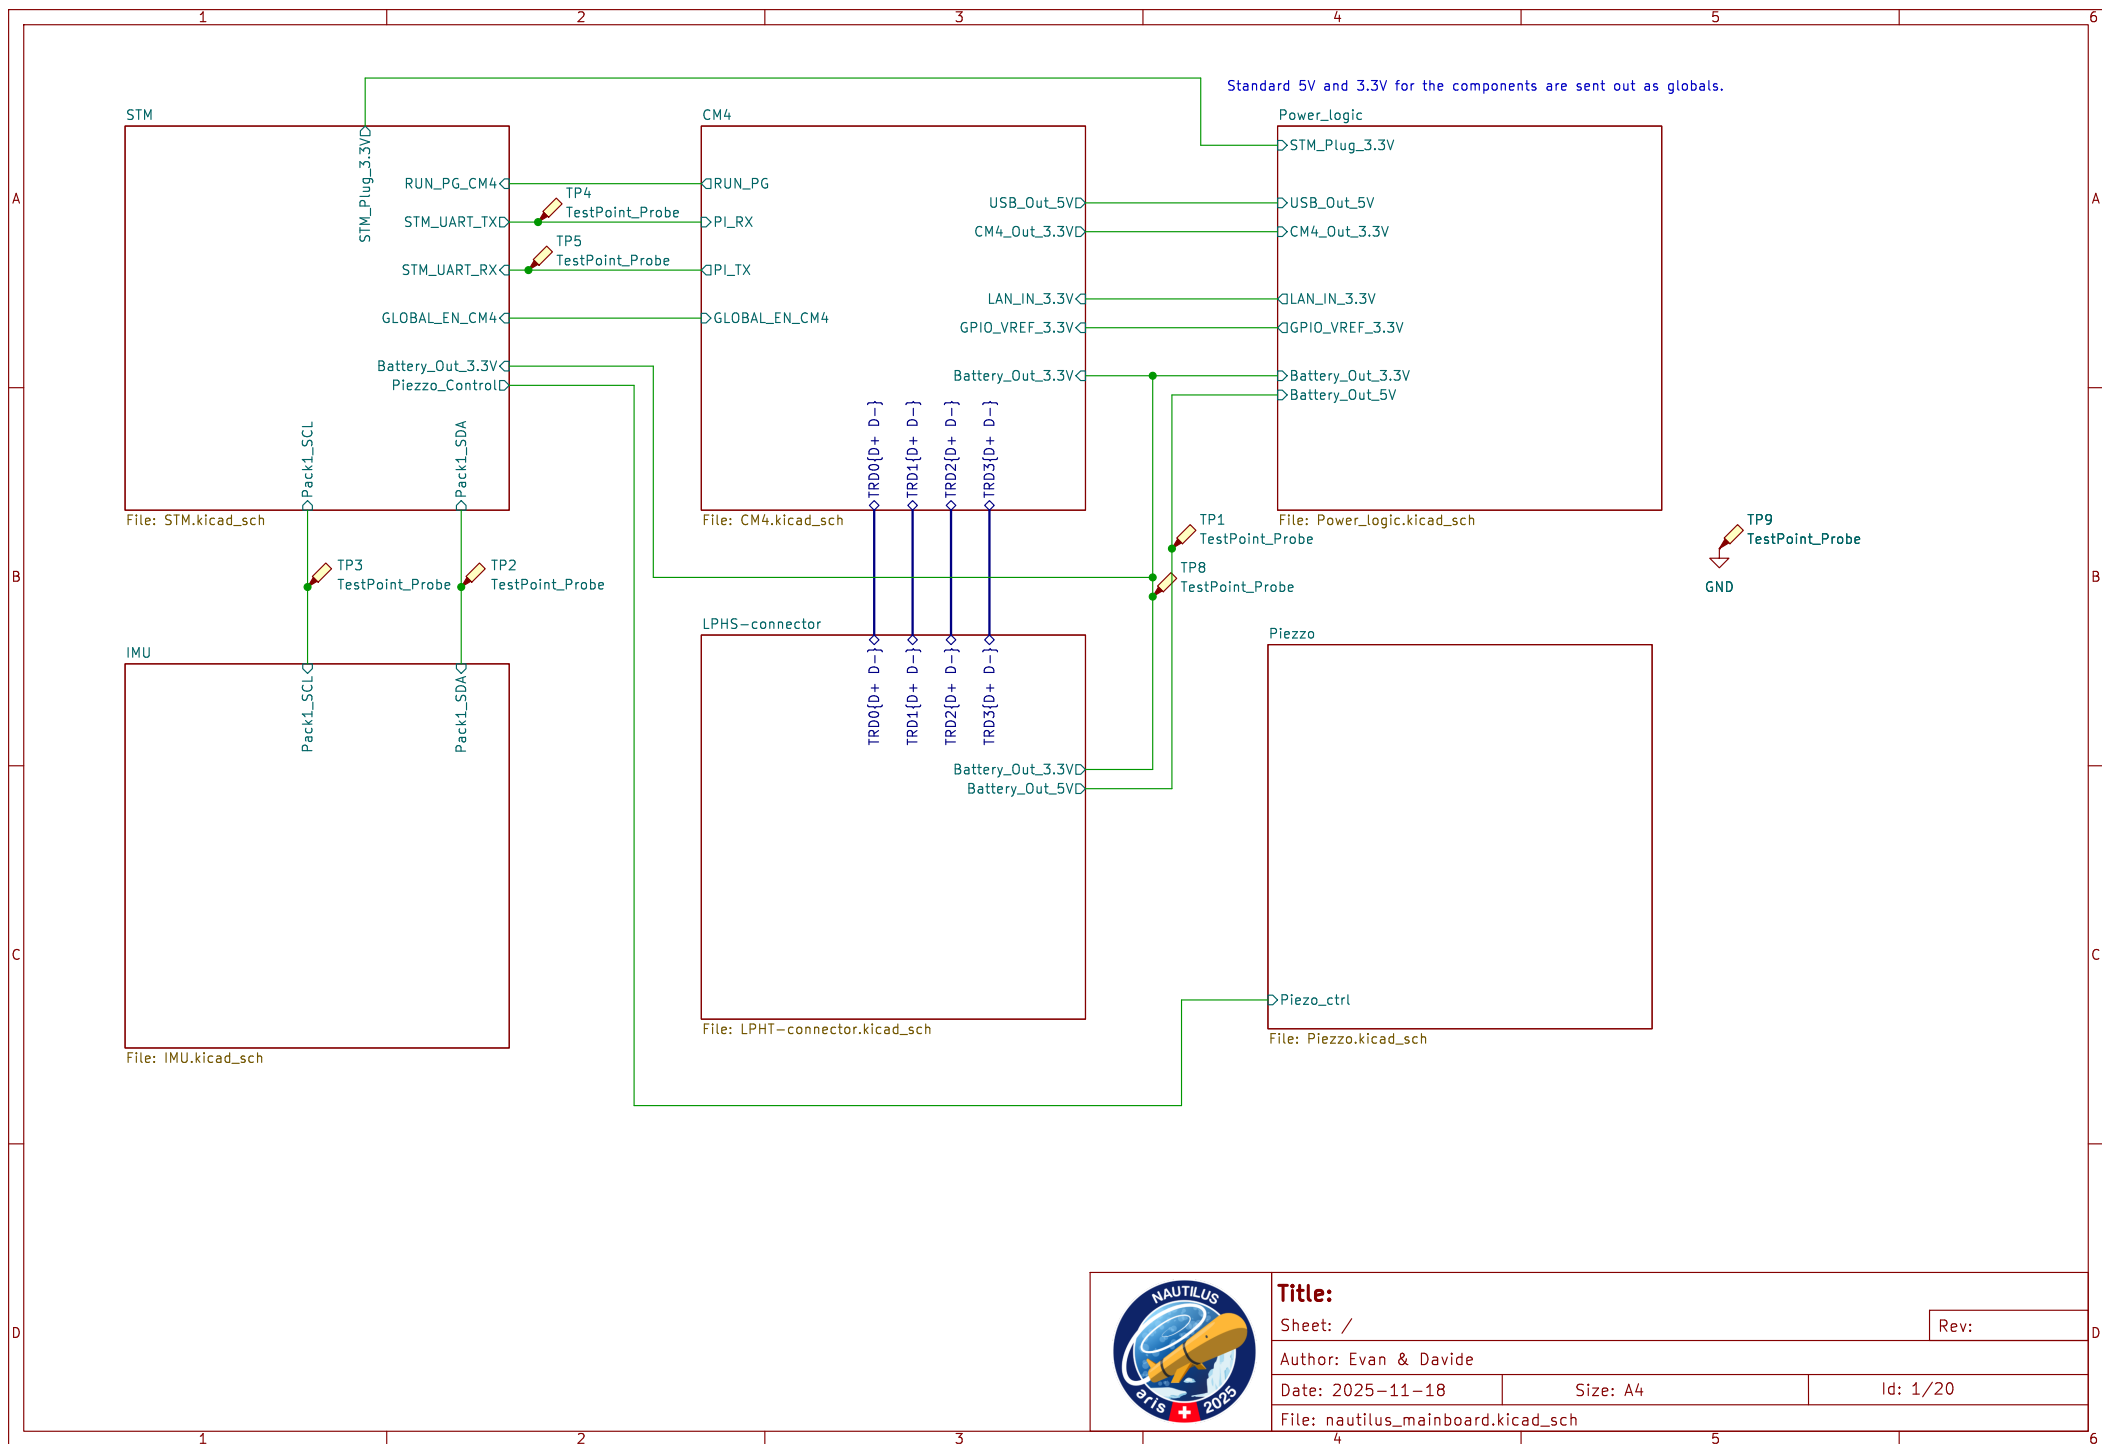 1 2 3 4 5 6
Standard 5V and 3.3V for the components are sent out as globals.
STM
STM_Plug_3.3V
RUN_PG_CM4
STM_UART_TX
STM_UART_RX
GLOBAL_EN_CM4
Battery_Out_3.3V
Piezzo_Control
Pack1_SCL
Pack1_SDA
File: STM.kicad_sch
TP4
TestPoint_Probe
TP5
TestPoint_Probe
CM4
RUN_PG
PI_RX
PI_TX
GLOBAL_EN_CM4
USB_Out_5V
CM4_Out_3.3V
LAN_IN_3.3V
GPIO_VREF_3.3V
Battery_Out_3.3V
TRD0{D+ D-}
TRD1{D+ D-}
TRD2{D+ D-}
TRD3{D+ D-}
File: CM4.kicad_sch
Power_logic
STM_Plug_3.3V
USB_Out_5V
CM4_Out_3.3V
LAN_IN_3.3V
GPIO_VREF_3.3V
Battery_Out_3.3V
Battery_Out_5V
File: Power_logic.kicad_sch
TP3
TestPoint_Probe
TP2
TestPoint_Probe
TP1
TestPoint_Probe
TP8
TestPoint_Probe
TP9
TestPoint_Probe
GND
IMU
Pack1_SCL
Pack1_SDA
File: IMU.kicad_sch
LPHS-connector
TRD0{D+ D-}
TRD1{D+ D-}
TRD2{D+ D-}
TRD3{D+ D-}
Battery_Out_3.3V
Battery_Out_5V
File: LPHT-connector.kicad_sch
Piezzo
Piezo_ctrl
File: Piezzo.kicad_sch
A
B
C
D
A
B
C
D
NAUTILUS
aris 2025
Title:
Sheet: /
Rev:
Author: Evan & Davide
Date: 2025-11-18
Size: A4
Id: 1/20
File: nautilus_mainboard.kicad_sch
1 2 3 4 5 6